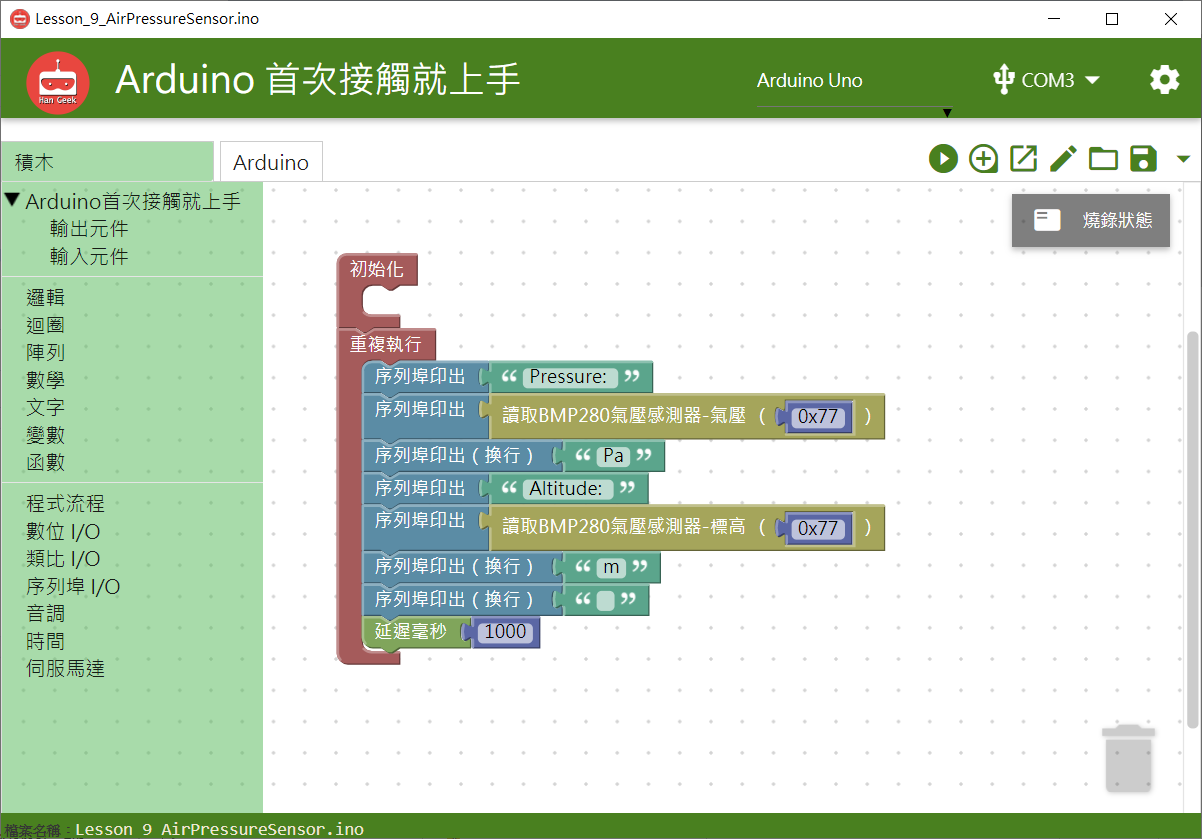 Lesson_9_AirPressureSensor.ino
Han Geek
Arduino 首次接觸就上手
Arduino Uno
COM3
積木
Arduino
Arduino首次接觸就上手
輸出元件
輸入元件
邏輯
迴圈
陣列
數學
文字
變數
函數
程式流程
數位 I/O
類比 I/O
序列埠 I/O
音調
時間
伺服馬達
燒錄狀態
初始化
重複執行
序列埠印出 “ Pressure: ”
序列埠印出 讀取BMP280氣壓感測器-氣壓 ( 0x77 )
序列埠印出 ( 換行 ) “ Pa ”
序列埠印出 “ Altitude: ”
序列埠印出 讀取BMP280氣壓感測器-標高 ( 0x77 )
序列埠印出 ( 換行 ) “ m ”
序列埠印出 ( 換行 ) “ ”
延遲毫秒 1000
檔案名稱：Lesson_9_AirPressureSensor.ino